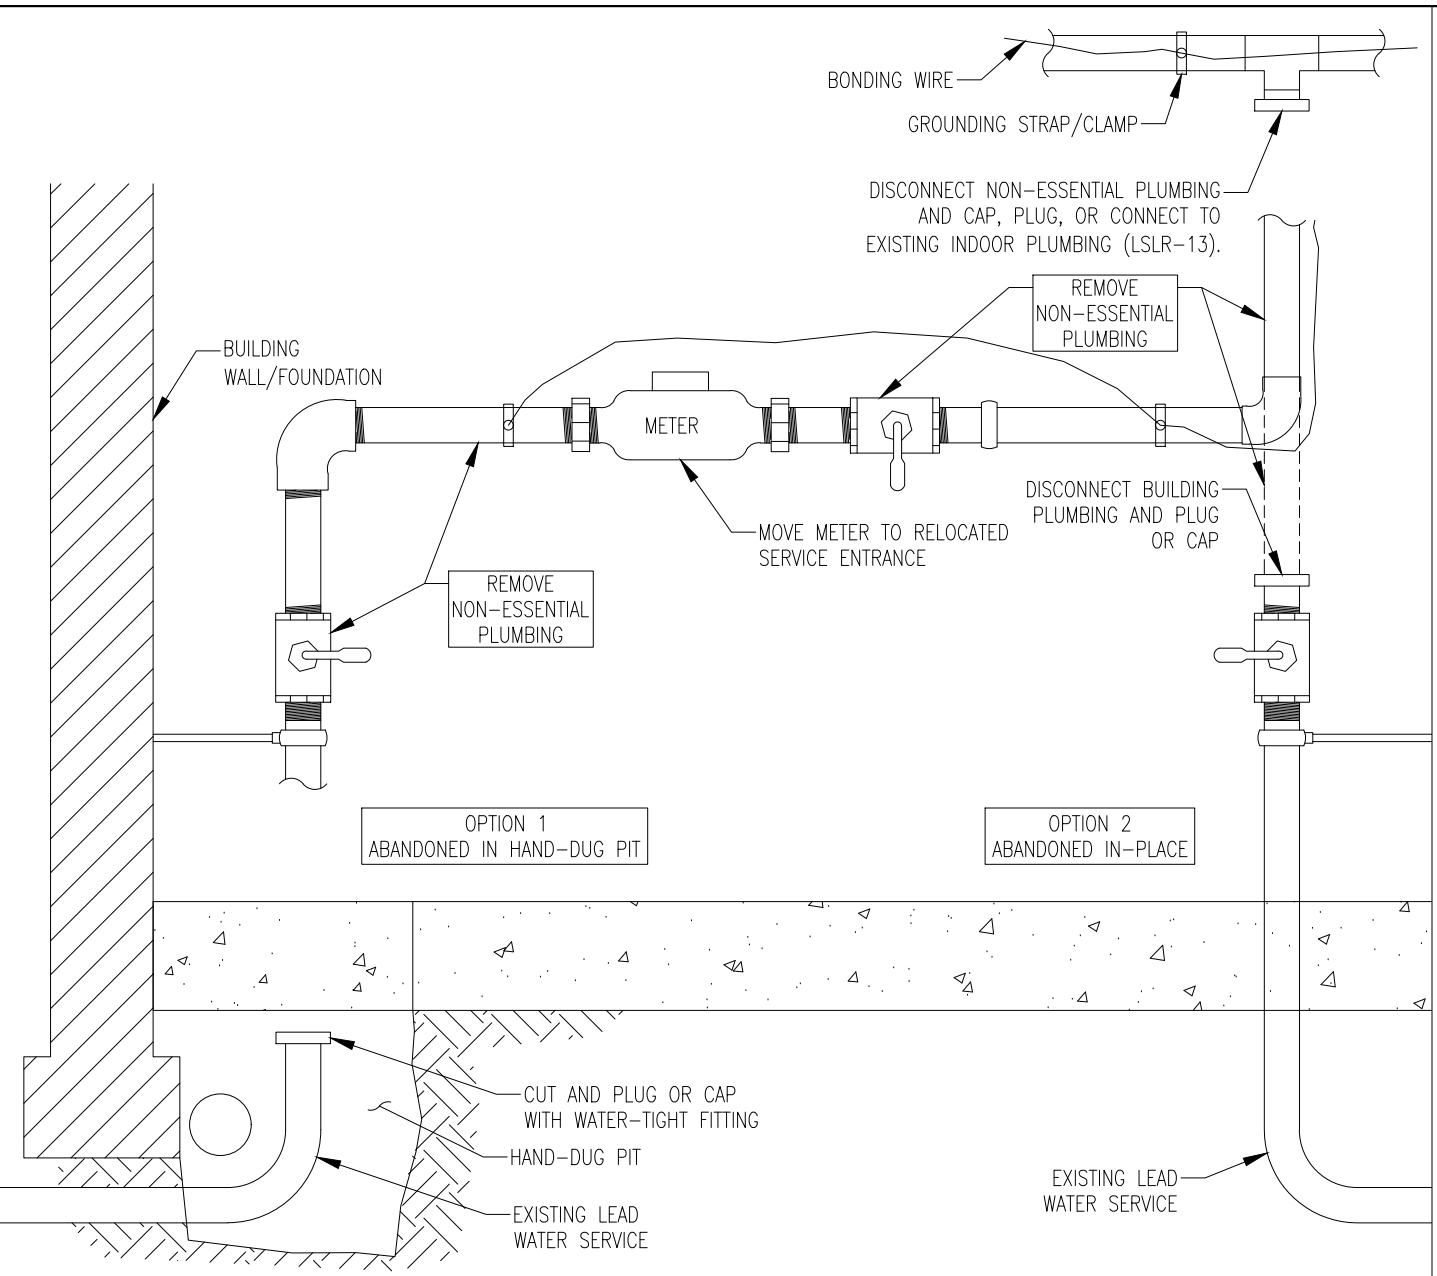 BONDING WIRE
GROUNDING STRAP/CLAMP
DISCONNECT NON-ESSENTIAL PLUMBING
AND CAP, PLUG, OR CONNECT TO
EXISTING INDOOR PLUMBING (LSLR-13).
REMOVE
NON-ESSENTIAL
PLUMBING
BUILDING
WALL/FOUNDATION
METER
DISCONNECT BUILDING
PLUMBING AND PLUG
OR CAP
MOVE METER TO RELOCATED
SERVICE ENTRANCE
REMOVE
NON-ESSENTIAL
PLUMBING
OPTION 1
ABANDONED IN HAND-DUG PIT
OPTION 2
ABANDONED IN-PLACE
CUT AND PLUG OR CAP
WITH WATER-TIGHT FITTING
HAND-DUG PIT
EXISTING LEAD
WATER SERVICE
EXISTING LEAD
WATER SERVICE